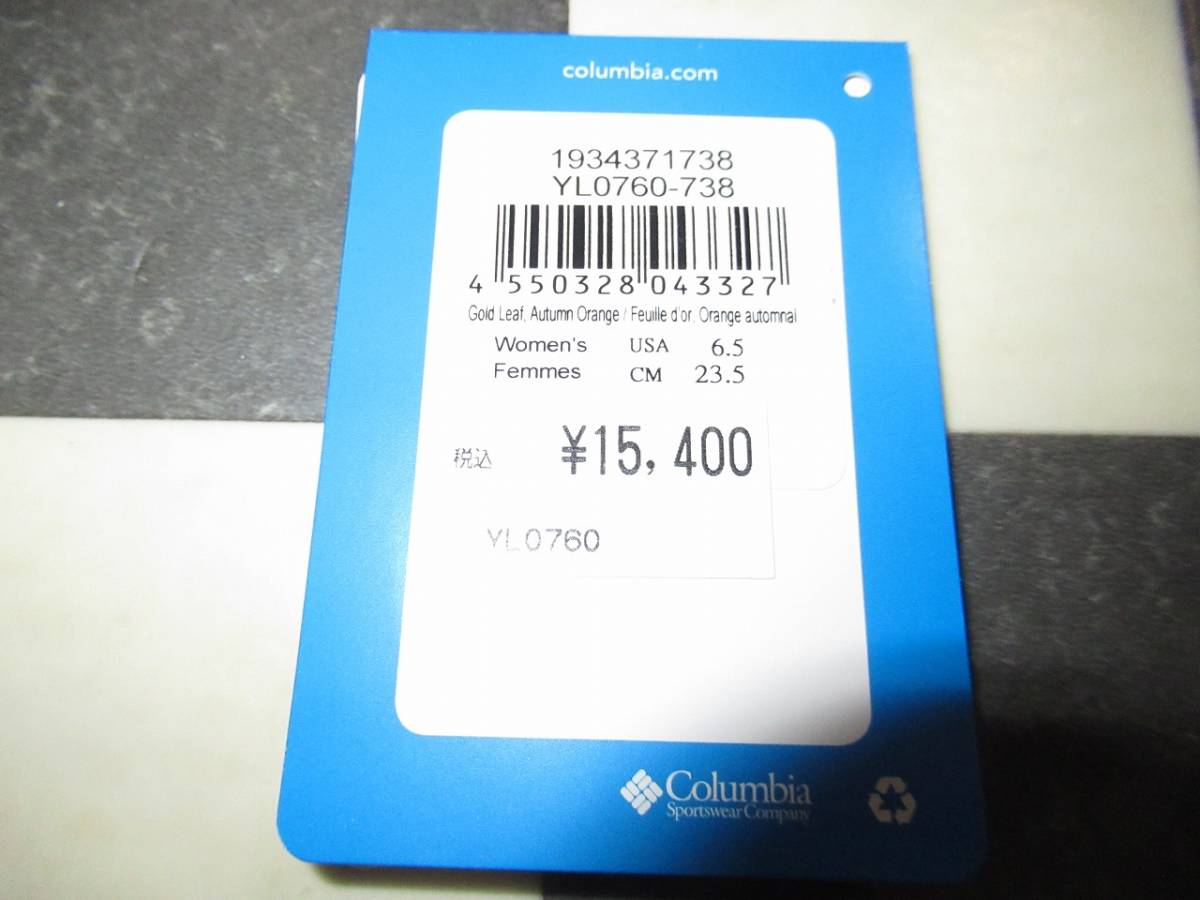 columbia.com
1934371738
YL0760-738
4 550328 043327
Gold Leaf, Autumn Orange / Feuille d'or, Orange automnal
Women's USA 6.5
Femmes CM 23.5
税込 ¥15,400
YL0760
Columbia
Sportswear Company